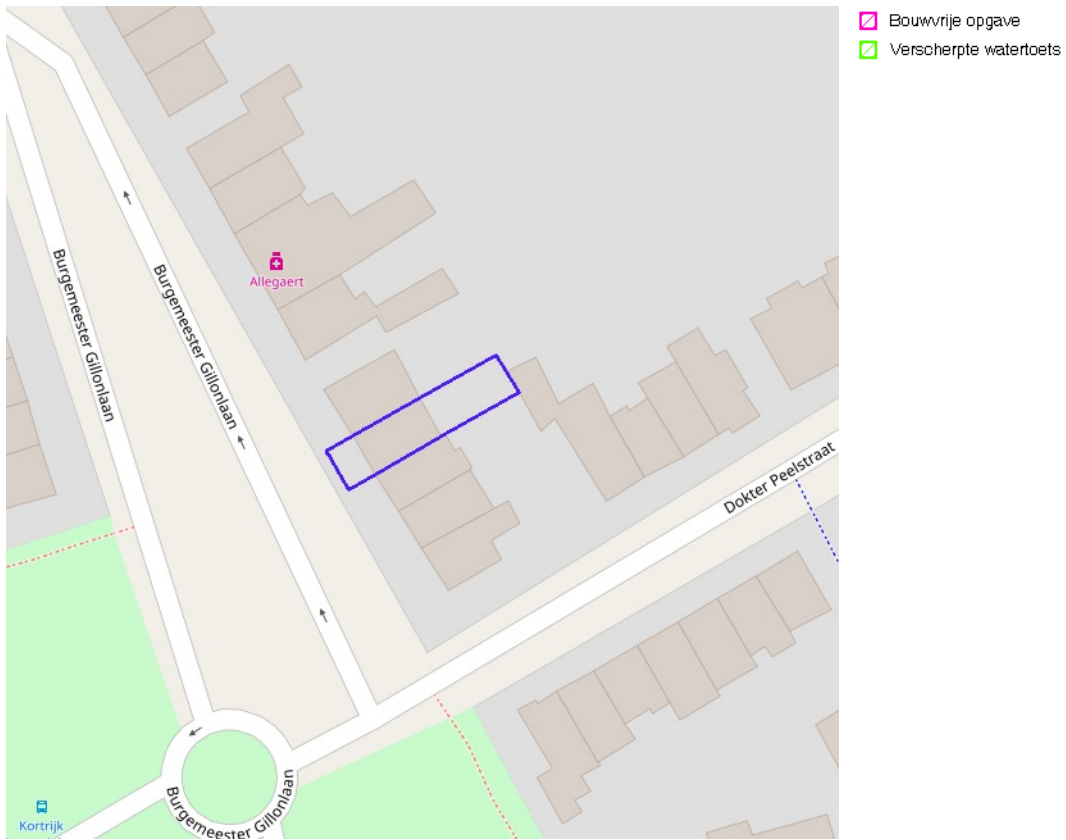 Bouwvrije opgave
Verscherpte watertoets
Burgemeester Gillonlaan
Burgemeester Gillonlaan
Allegaert
Dokter Peelstraat
Burgemeester Gillonlaan
Kortrijk